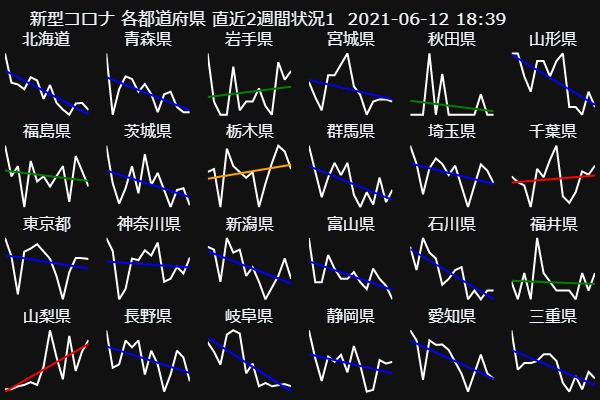 新型コロナ 各都道府県 直近2週間状況1 2021-06-12 18:39
北海道 青森県 岩手県 宮城県 秋田県 山形県
福島県 茨城県 栃木県 群馬県 埼玉県 千葉県
東京都 神奈川県 新潟県 富山県 石川県 福井県
山梨県 長野県 岐阜県 静岡県 愛知県 三重県